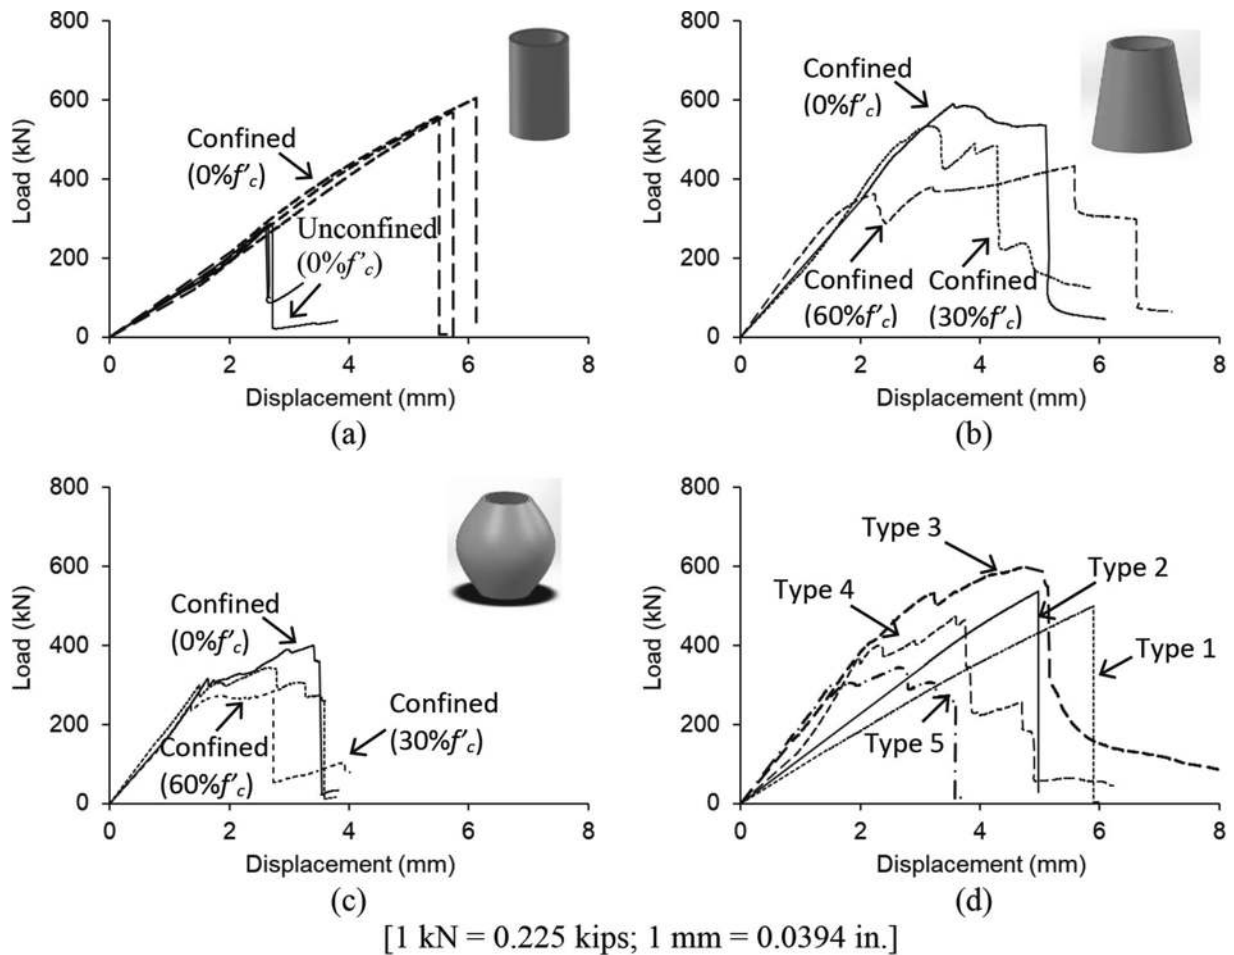 800
600
400
200
0
Load (kN)
Confined
(0%f'c)
Unconfined
(0%f'c)
0 2 4 6 8
Displacement (mm)
(a)
800
600
400
200
0
Load (kN)
Confined
(0%f'c)
Confined
(60%f'c)
Confined
(30%f'c)
0 2 4 6 8
Displacement (mm)
(b)
800
600
400
200
0
Load (kN)
Confined
(0%f'c)
Confined
(60%f'c)
Confined
(30%f'c)
0 2 4 6 8
Displacement (mm)
(c)
800
600
400
200
0
Load (kN)
Type 3
Type 2
Type 4
Type 1
Type 5
0 2 4 6 8
Displacement (mm)
(d)
[1 kN = 0.225 kips; 1 mm = 0.0394 in.]